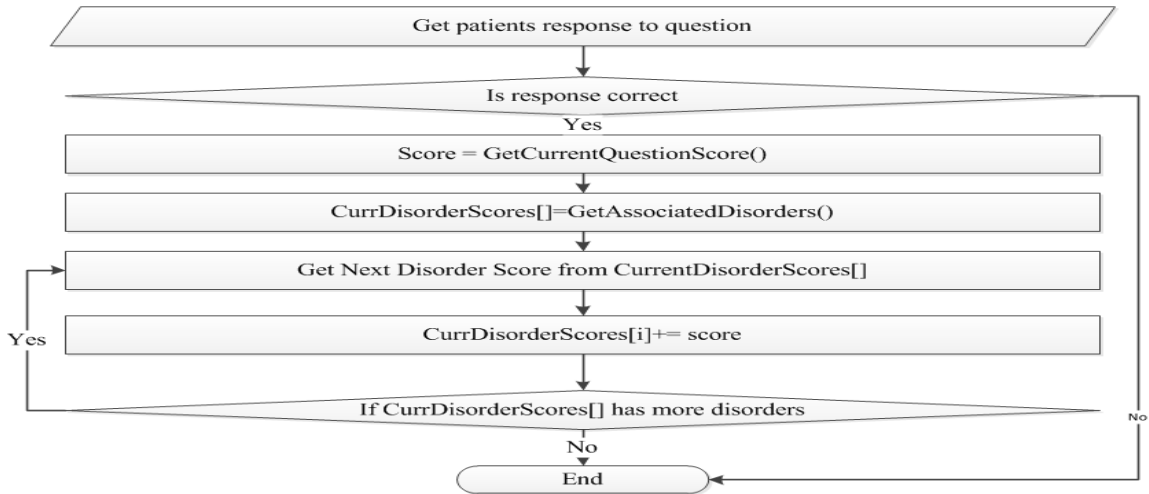 Get patients response to question
Is response correct
Yes
Score = GetCurrentQuestionScore()
CurrDisorderScores[]=GetAssociatedDisorders()
Get Next Disorder Score from CurrentDisorderScores[]
CurrDisorderScores[i]+= score
Yes
If CurrDisorderScores[] has more disorders
No
No
End